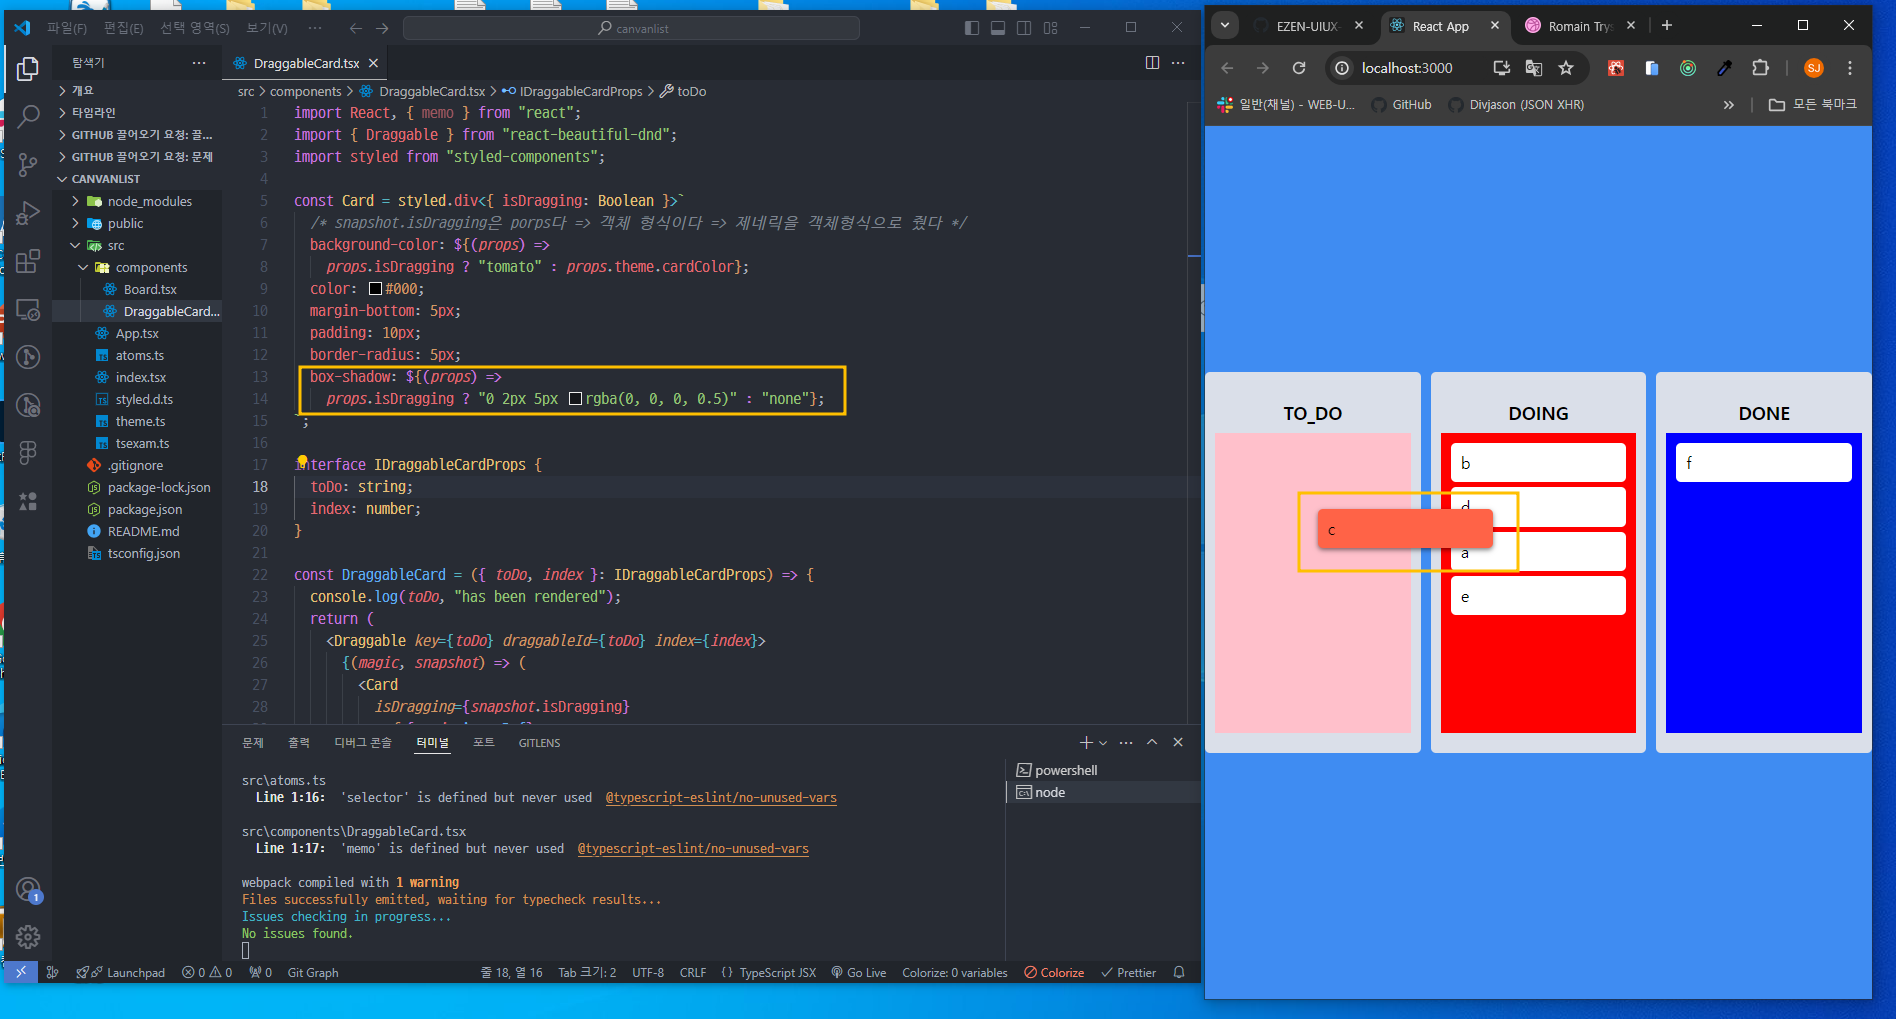 파일(F) 편집(E) 선택 영역(S) 보기(V) ··· canvanlist
탐색기 ···
개요
타임라인
GITHUB 끌어오기 요청: 끌...
GITHUB 끌어오기 요청: 문제
CANVANLIST
node_modules
public
src
components
Board.tsx
DraggableCard...
App.tsx
atoms.ts
index.tsx
styled.d.ts
theme.ts
tsexam.ts
.gitignore
package-lock.json
package.json
README.md
tsconfig.json
DraggableCard.tsx
src > components > DraggableCard.tsx > IDraggableCardProps > toDo
1 import React, { memo } from "react";
2 import { Draggable } from "react-beautiful-dnd";
3 import styled from "styled-components";
4
5 const Card = styled.div<{ isDragging: Boolean }>`
6 /* snapshot.isDragging은 porps다 => 객체 형식이다 => 제네릭을 객체형식으로 줬다 */
7 background-color: ${(props) =>
8 props.isDragging ? "tomato" : props.theme.cardColor};
9 color: #000;
10 margin-bottom: 5px;
11 padding: 10px;
12 border-radius: 5px;
13 box-shadow: ${(props) =>
14 props.isDragging ? "0 2px 5px rgba(0, 0, 0, 0.5)" : "none"};
15 `;
16
17 interface IDraggableCardProps {
18 toDo: string;
19 index: number;
20 }
21
22 const DraggableCard = ({ toDo, index }: IDraggableCardProps) => {
23 console.log(toDo, "has been rendered");
24 return (
25 <Draggable key={toDo} draggableId={toDo} index={index}>
26 {(magic, snapshot) => (
27 <Card
28 isDragging={snapshot.isDragging}
문제 출력 디버그 콘솔 터미널 포트 GITLENS
src\atoms.ts
Line 1:16: 'selector' is defined but never used @typescript-eslint/no-unused-vars
src\components\DraggableCard.tsx
Line 1:17: 'memo' is defined but never used @typescript-eslint/no-unused-vars
webpack compiled with 1 warning
Files successfully emitted, waiting for typecheck results...
Issues checking in progress...
No issues found.
powershell
node
1
Launchpad 0 0 0 Git Graph 줄 18, 열 16 Tab 크기: 2 UTF-8 CRLF {} TypeScript JSX Go Live Colorize: 0 variables Colorize Prettier
EZEN-UIUX- React App Romain Trys
localhost:3000 SJ
일반(채널) - WEB-U... GitHub Divjason (JSON XHR) » 모든 북마크
TO_DO DOING DONE
b f
d
c
a
e